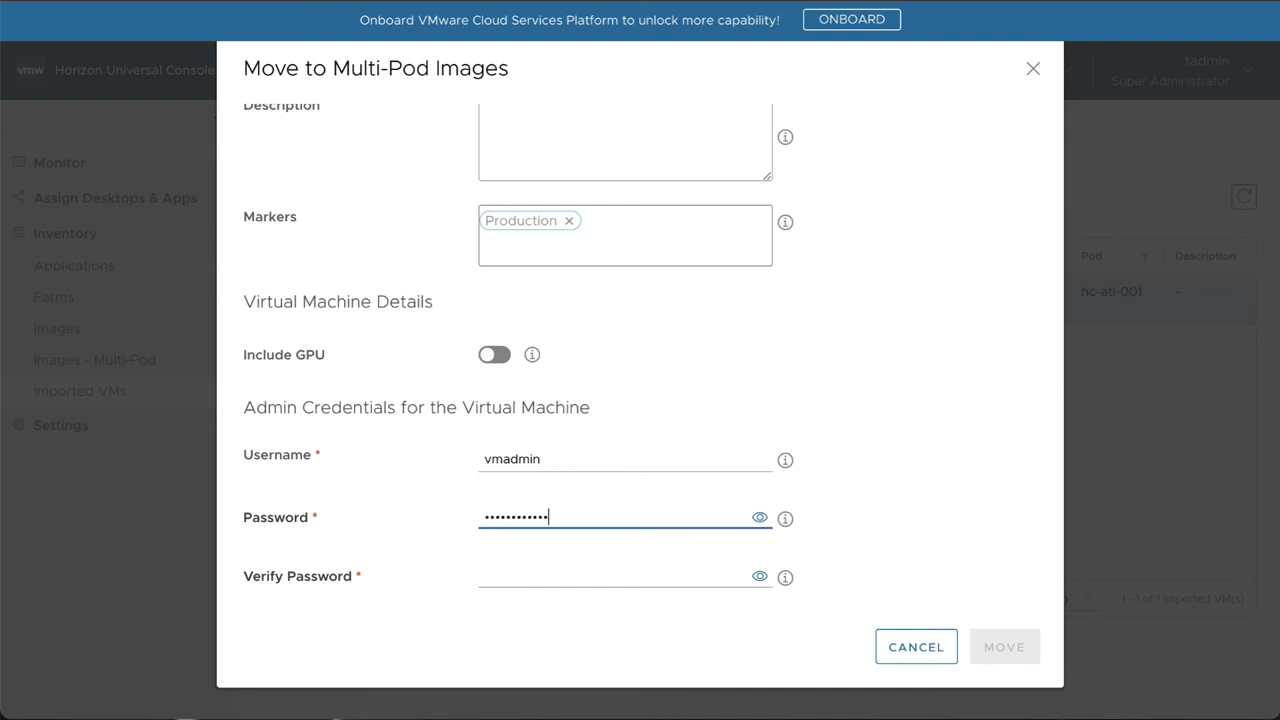 Onboard VMware Cloud Services Platform to unlock more capability! ONBOARD
Move to Multi-Pod Images
vmw Horizon Universal Console
tadmin
Super Administrator
Description
Monitor
Assign Desktops & Apps
Markers
Production
Inventory
Applications
Pod Description
Farms
hc-atl-001 -
Virtual Machine Details
Images
Include GPU
Images - Multi-Pod
Imported VMs
Admin Credentials for the Virtual Machine
Settings
Username * vmadmin
Password * ••••••••••••
Verify Password *
1 - 1 of 1 Imported VM(s)
CANCEL MOVE